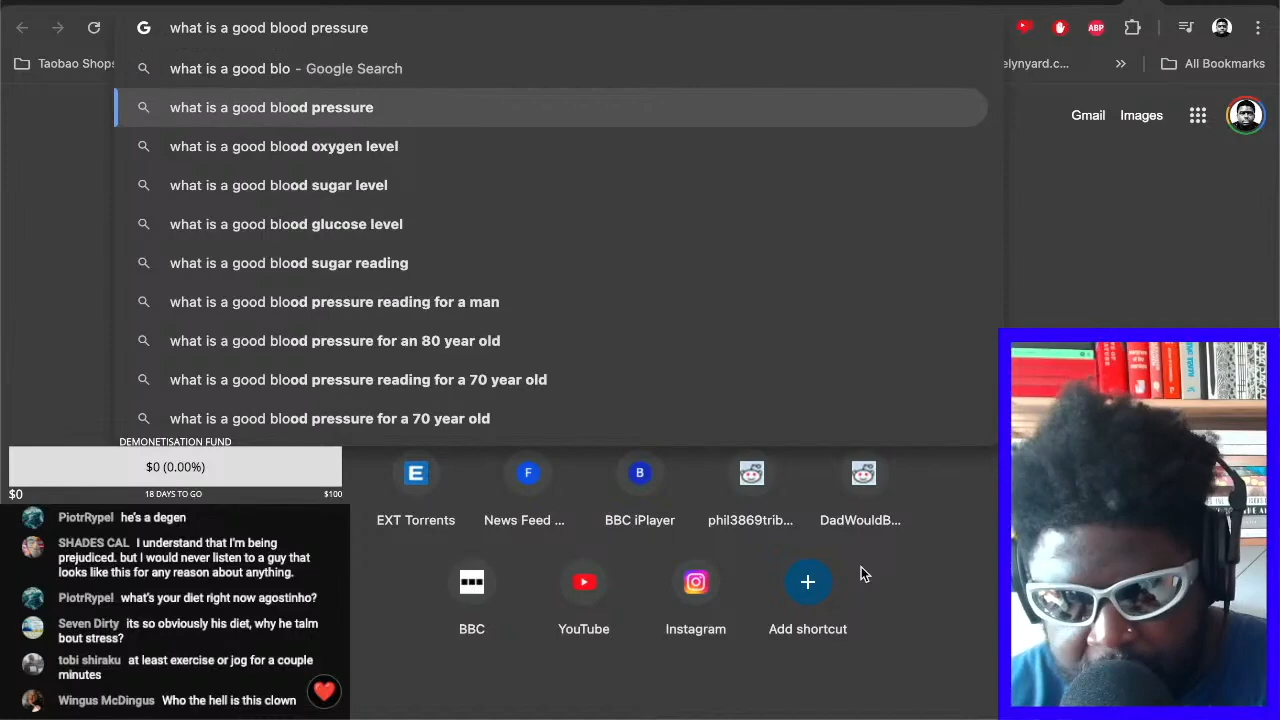 what is a good blood pressure
Taobao Shops
elynyard.c...
»
All Bookmarks
ABP
what is a good blo - Google Search
what is a good blood pressure
what is a good blood oxygen level
what is a good blood sugar level
what is a good blood glucose level
what is a good blood sugar reading
what is a good blood pressure reading for a man
what is a good blood pressure for an 80 year old
what is a good blood pressure reading for a 70 year old
what is a good blood pressure for a 70 year old
Gmail Images
DEMONETISATION FUND
$0 (0.00%)
$0 18 DAYS TO GO $100
E F B
EXT Torrents News Feed ... BBC iPlayer phil3869trib... DadWouldB...
BBC YouTube Instagram Add shortcut
PiotrRypel he's a degen
SHADES CAL I understand that I'm being
prejudiced. but I would never listen to a guy that
looks like this for any reason about anything.
PiotrRypel what's your diet right now agostinho?
Seven Dirty its so obviously his diet, why he talm
bout stress?
tobi shiraku at least exercise or jog for a couple
minutes
Wingus McDingus Who the hell is this clown